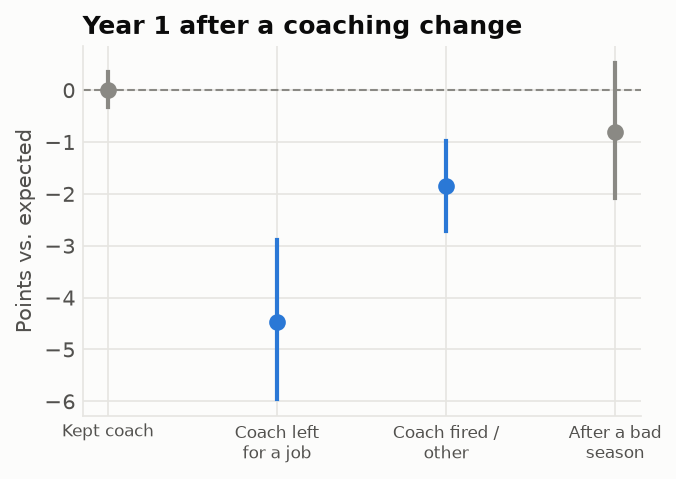 Year 1 after a coaching change
Points vs. expected
0
−1
−2
−3
−4
−5
−6
Kept coach
Coach left
for a job
Coach fired /
other
After a bad
season